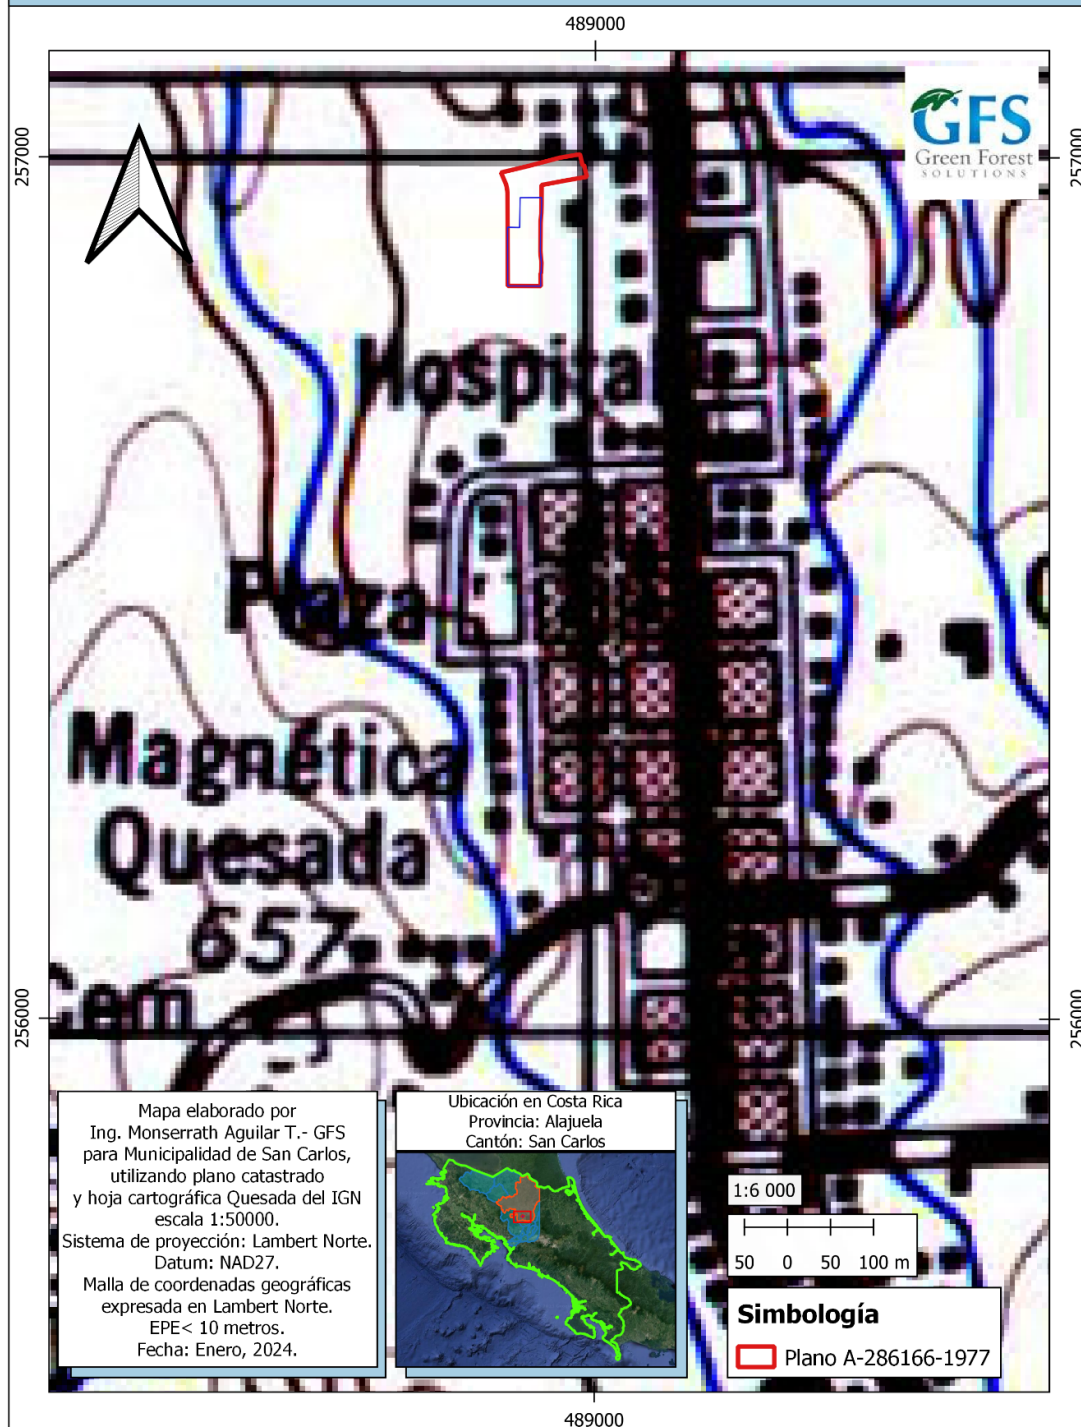 489000
257000
257000
GFS
Green Forest
SOLUTIONS
Hospita
Plaza
Magnética
Quesada
657
Cem
256000
256000
Mapa elaborado por
Ing. Monserrath Aguilar T.- GFS
para Municipalidad de San Carlos,
utilizando plano catastrado
y hoja cartográfica Quesada del IGN
escala 1:50000.
Sistema de proyección: Lambert Norte.
Datum: NAD27.
Malla de coordenadas geográficas
expresada en Lambert Norte.
EPE< 10 metros.
Fecha: Enero, 2024.
Ubicación en Costa Rica
Provincia: Alajuela
Cantón: San Carlos
1:6 000
50 0 50 100 m
Simbología
Plano A-286166-1977
489000